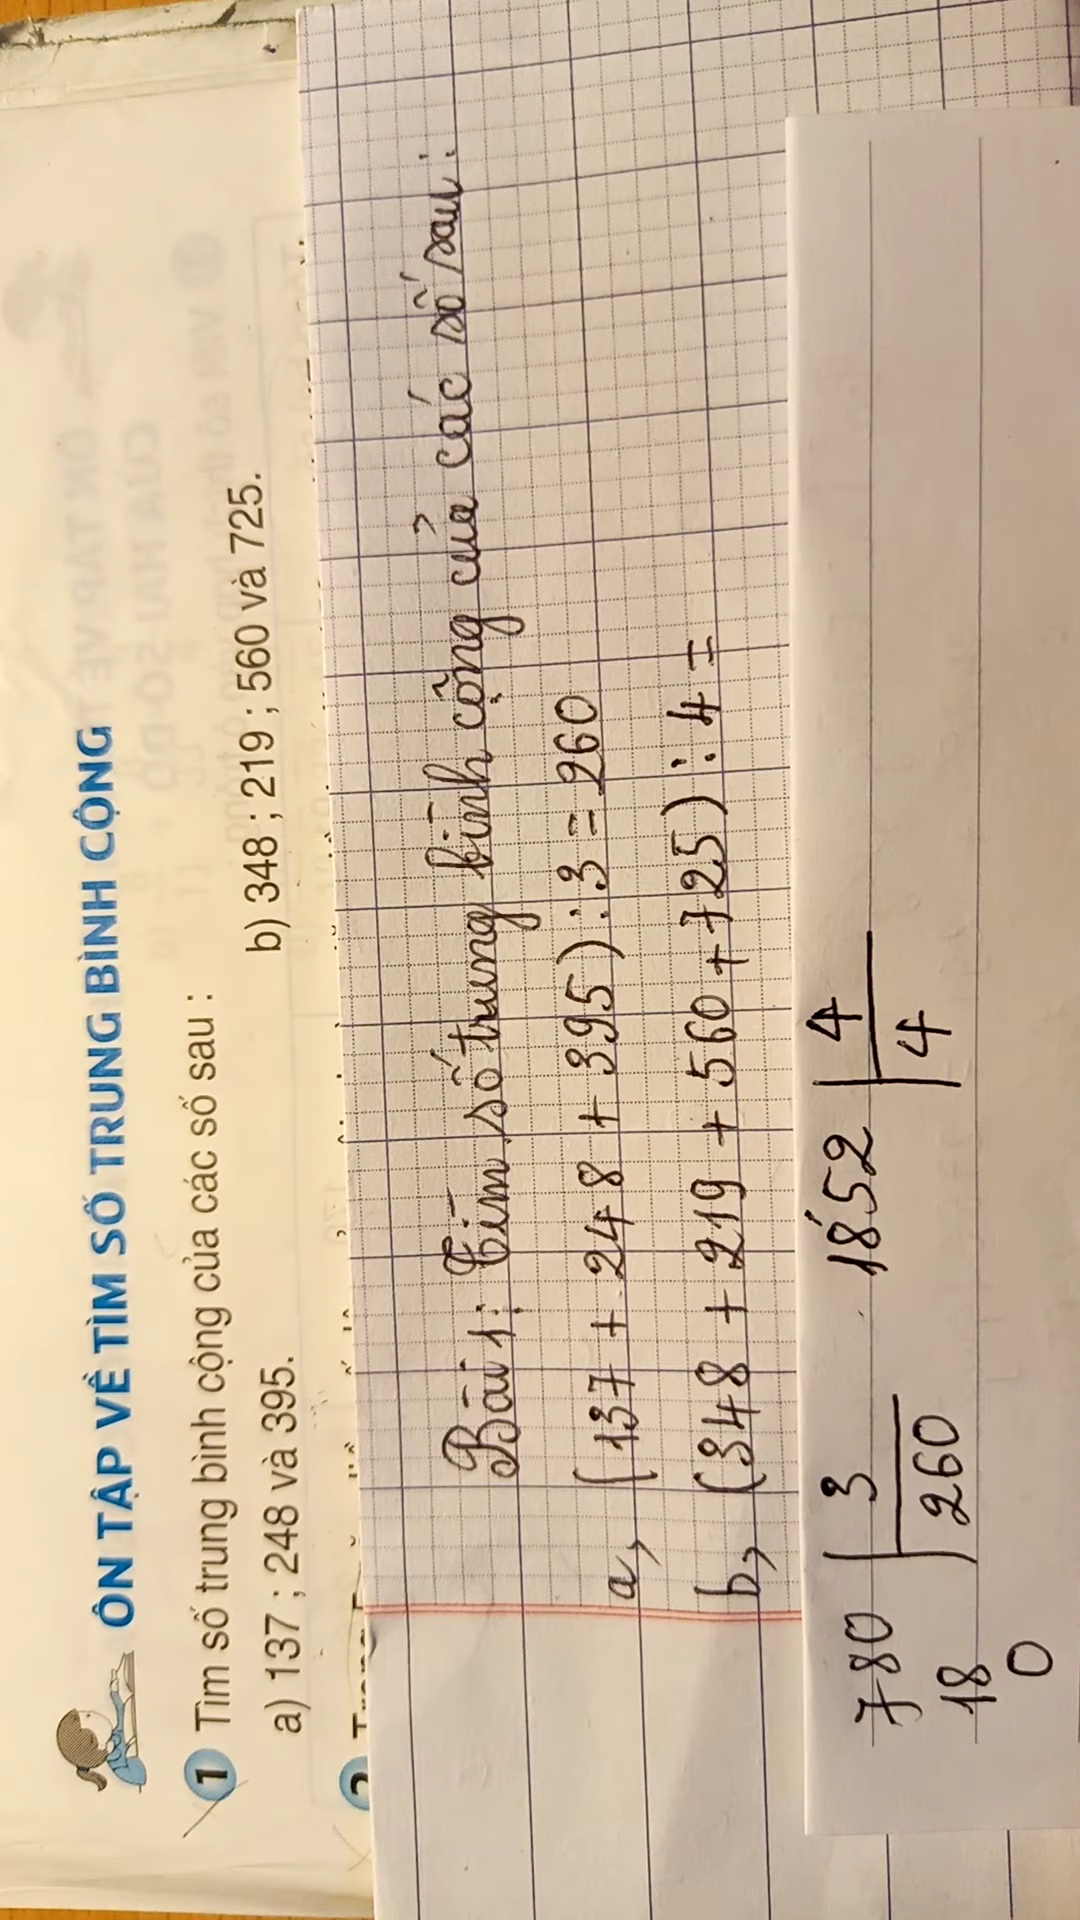 ÔN TẬP VỀ TÌM SỐ TRUNG BÌNH CỘNG
1 Tìm số trung bình cộng của các số sau :
a) 137 ; 248 và 395.
b) 348 ; 219 ; 560 và 725.
2
Bài 1: Tìm số trung bình cộng của các số sau:
a, (137 + 248 + 395) : 3 = 260
b, (348 + 219 + 560 + 725) : 4 =
780 3
18 260
0
1852 4
4